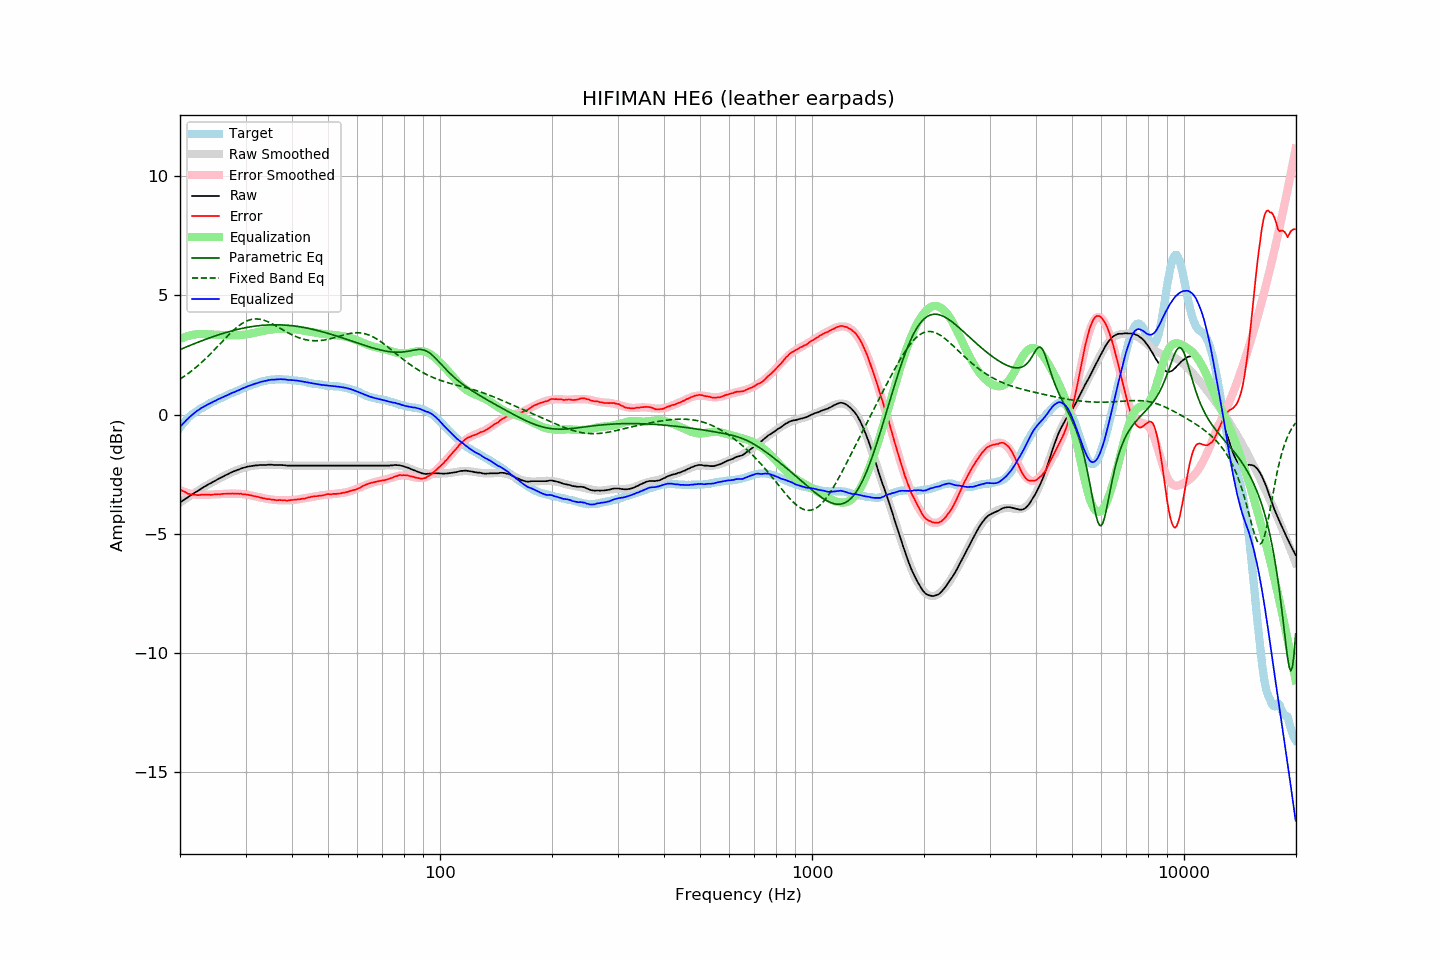 HIFIMAN HE6 (leather earpads)
Target
Raw Smoothed
Error Smoothed
Raw
Error
Equalization
Parametric Eq
Fixed Band Eq
Equalized
10
5
0
−5
−10
−15
Amplitude (dBr)
100
1000
10000
Frequency (Hz)